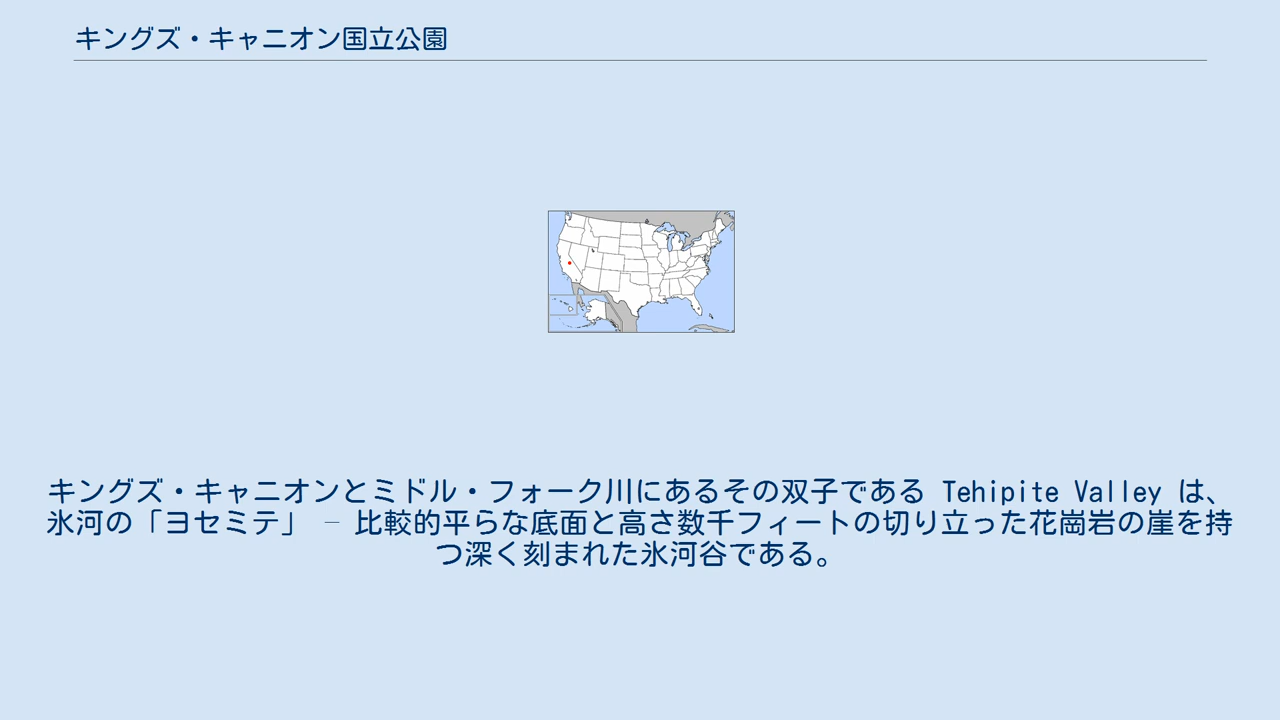 キングズ・キャニオン国立公園
キングズ・キャニオンとミドル・フォーク川にあるその双子である Tehipite Valley は、
氷河の「ヨセミテ」 – 比較的平らな底面と高さ数千フィートの切り立った花崗岩の崖を持
つ深く刻まれた氷河谷である。